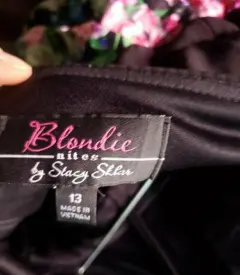 Blondie
nites
by Stacy Sklar
13
MADE IN
VIETNAM